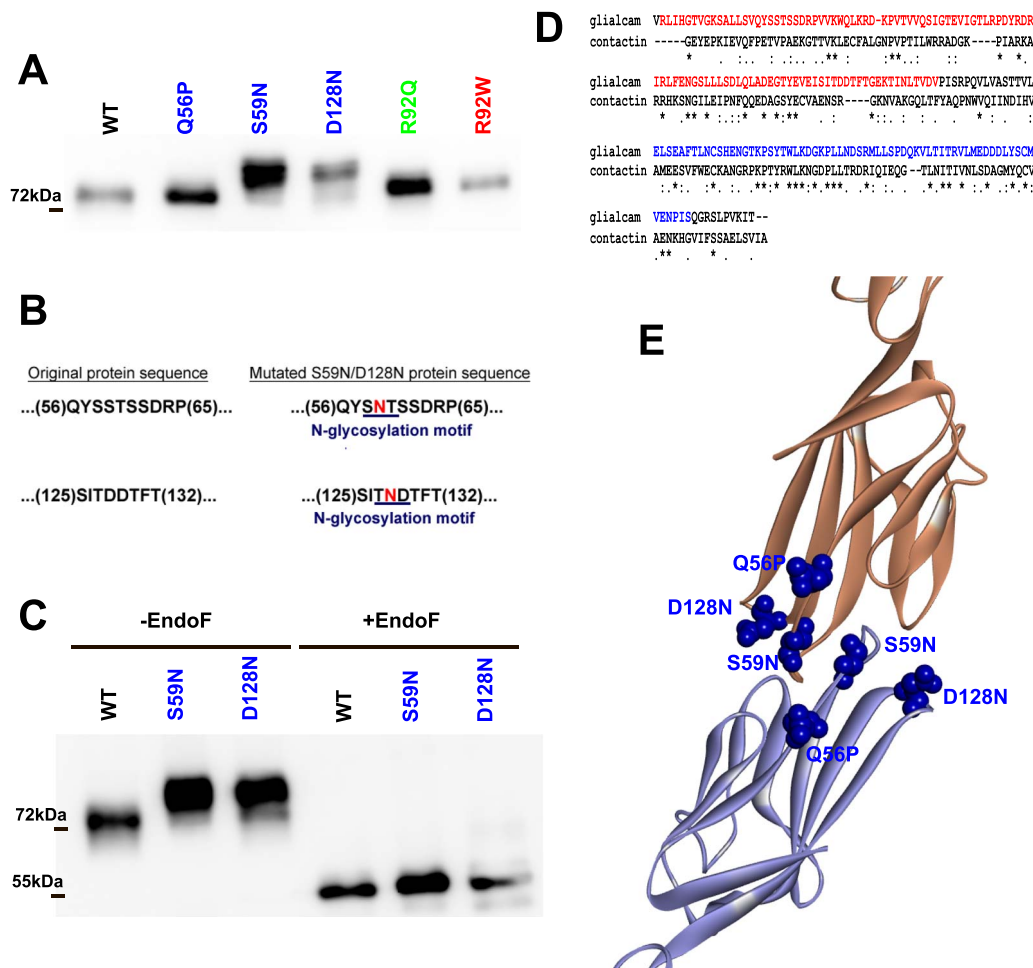 A
WT
Q56P
S59N
D128N
R92Q
R92W
72kDa
B
Original protein sequence
Mutated S59N/D128N protein sequence
...(56)QYSSTSSDRP(65)...
...(56)QYSNTSSDRP(65)...
N-glycosylation motif
...(125)SITDDTFT(132)...
...(125)SITNDTFT(132)...
N-glycosylation motif
C
-EndoF
+EndoF
WT
S59N
D128N
WT
S59N
D128N
72kDa
55kDa
D
glialcam VRLIHGTVGKSALLSVQYSSTSSDRPVVKWQLKRD-KPVTVVQSIGTEVIGTLRPDYRDR
contactin -----GEYEPKIEVQFPETVPAEKGTTVKLECFALGNPVPTILWRRADGK----PIARKA
glialcam IRLFENGSLLLSDLQLADEGTYEVEISITDDTFTGEKTINLTVDVPISRPQVLVASTTVL
contactin RRHKSNGILEIPNFQQEDAGSYECVAENSR----GKNVAKGQLTFYAQPNWVQIINDIHV
glialcam ELSEAFTLNCSHENGTKPSYTWLKDGKPLLNDSRMLLSPDQKVLTITRVLMEDDDLYSCM
contactin AMEESVFWECKANGRPKPTYRWLKNGDPLLTRDRIQIEQG--TLNITIVNLSDAGMYQCV
glialcam VENPISQGRSLPVKIT--
contactin AENKHGVIFSSAELSVIA
E
Q56P
D128N
S59N
S59N
D128N
Q56P